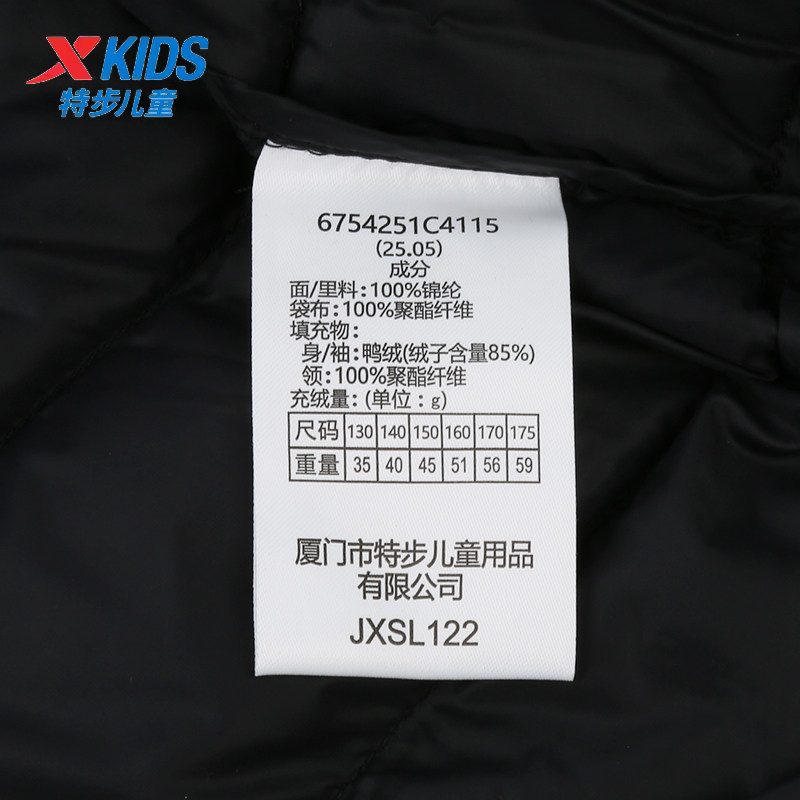 XKIDS
特步儿童
6754251C4115
(25.05)
成分
面/里料:100%锦纶
袋布:100%聚酯纤维
填充物:
身/袖:鸭绒(绒子含量85%)
领:100%聚酯纤维
充绒量:(单位:g)
尺码 130 140 150 160 170 175
重量 35 40 45 51 56 59
厦门市特步儿童用品
有限公司
JXSL122